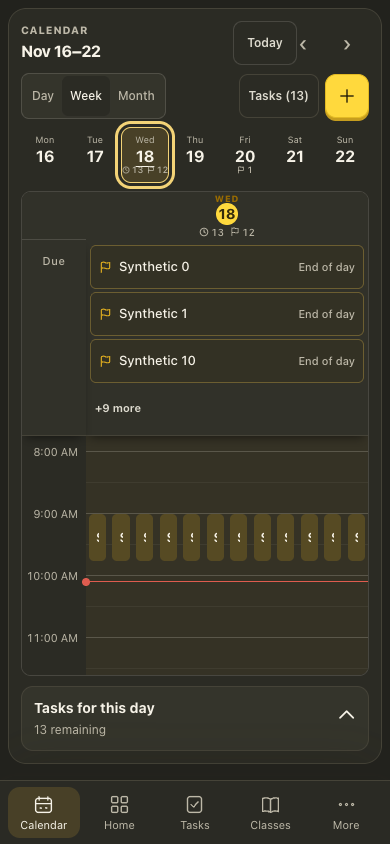 CALENDAR
Nov 16–22
Today
Day Week Month
Tasks (13)
Mon Tue Wed Thu Fri Sat Sun
16 17 18 19 20 21 22
13 12 1
WED
18
13 12
Due
Synthetic 0 End of day
Synthetic 1 End of day
Synthetic 10 End of day
+9 more
8:00 AM
9:00 AM
10:00 AM
11:00 AM
Tasks for this day
13 remaining
Calendar Home Tasks Classes More